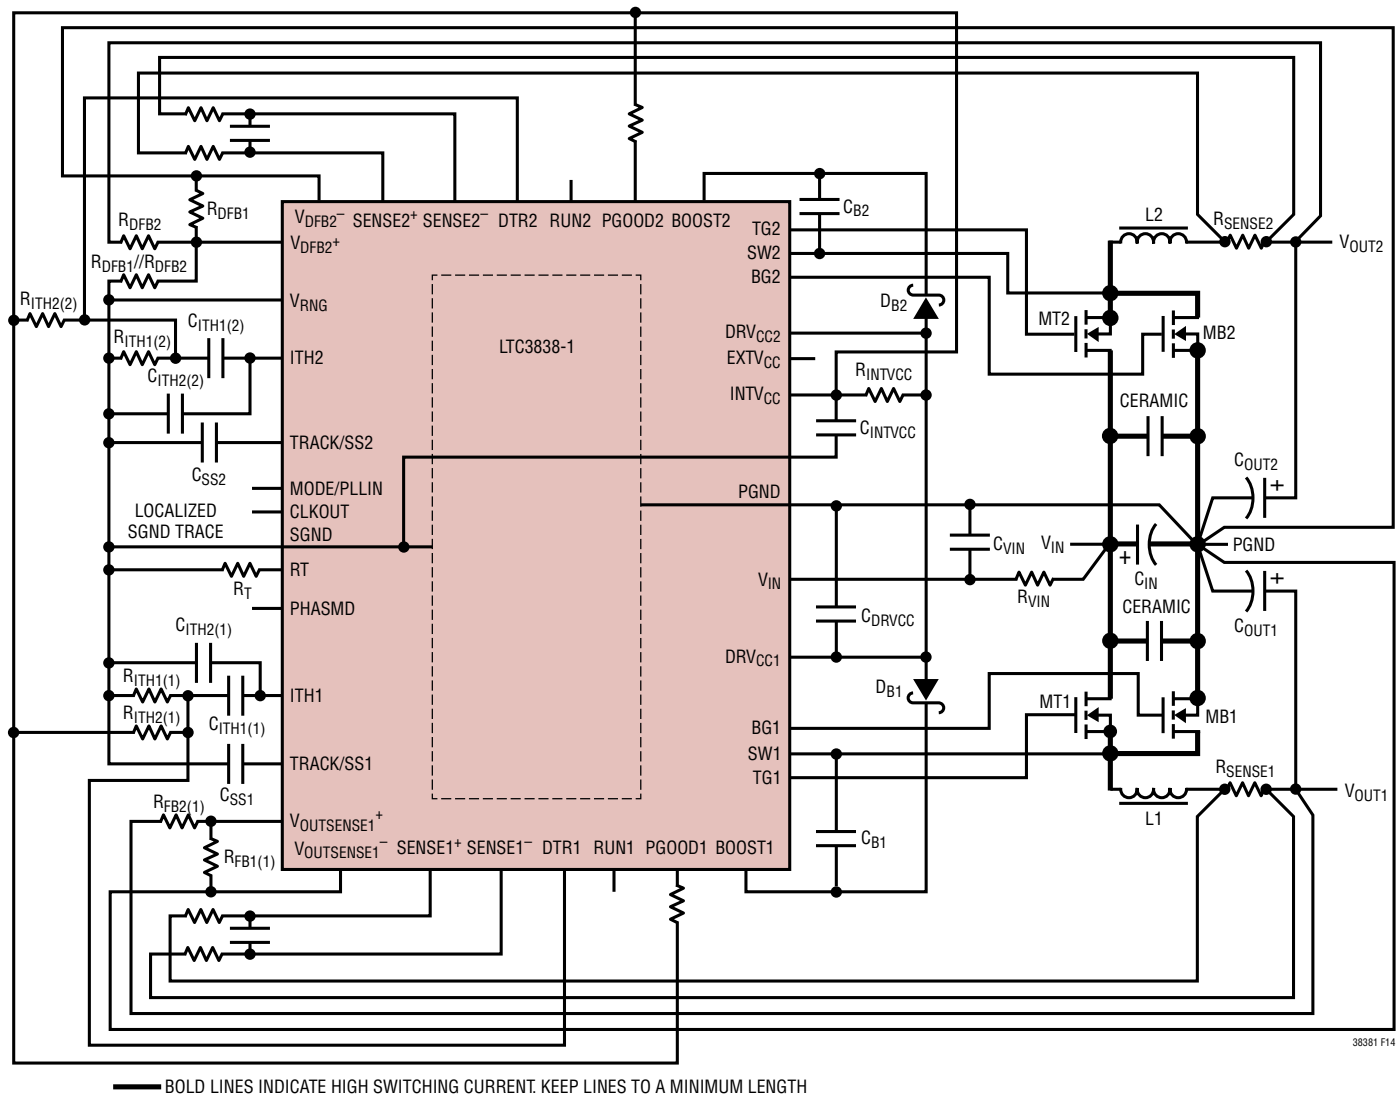 L2
RSENSE2
VOUT2
RDFB1
RDFB2
RDFB1//RDFB2
RITH2(2)
RITH1(2)
CITH1(2)
CITH2(2)
CSS2
LOCALIZED
SGND TRACE
RT
CITH2(1)
RITH1(1)
RITH2(1)
CITH1(1)
CSS1
RFB2(1)
RFB1(1)
VDFB2–
SENSE2+
SENSE2–
DTR2
RUN2
PGOOD2
BOOST2
VDFB2+
VRNG
ITH2
TRACK/SS2
MODE/PLLIN
CLKOUT
SGND
RT
PHASMD
ITH1
TRACK/SS1
VOUTSENSE1+
VOUTSENSE1–
SENSE1+
SENSE1–
DTR1
RUN1
PGOOD1
BOOST1
LTC3838-1
TG2
SW2
BG2
DRVCC2
EXTVCC
INTVCC
PGND
VIN
DRVCC1
BG1
SW1
TG1
CB2
DB2
RINTVCC
CINTVCC
CVIN
VIN
RVIN
CDRVCC
DB1
CB1
MT2
MB2
CERAMIC
COUT2
+
PGND
+
CIN
+
COUT1
CERAMIC
MT1
MB1
RSENSE1
VOUT1
L1
38381 F14
BOLD LINES INDICATE HIGH SWITCHING CURRENT. KEEP LINES TO A MINIMUM LENGTH